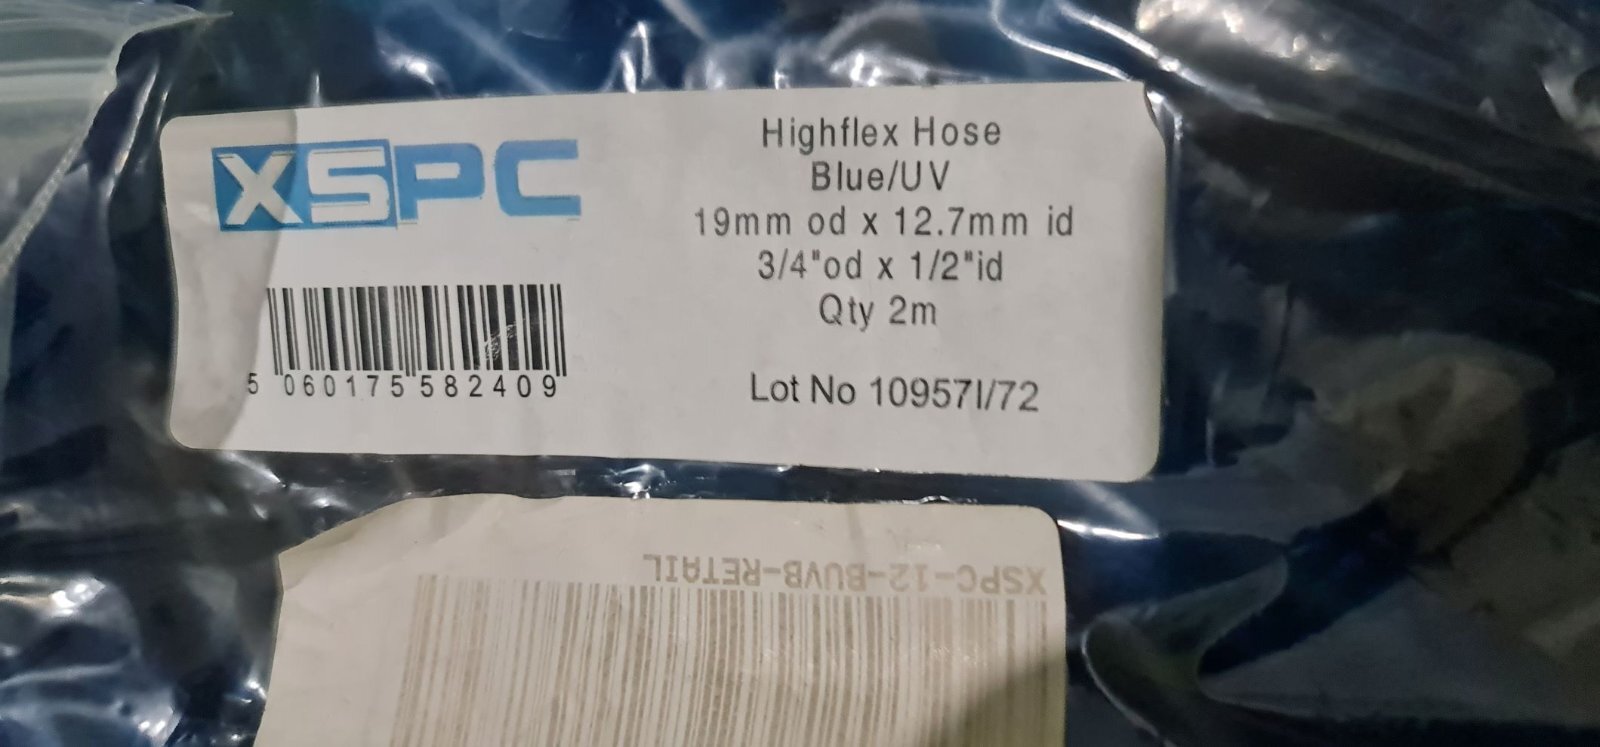 XSPC
Highflex Hose
Blue/UV
19mm od x 12.7mm id
3/4"od x 1/2"id
Qty 2m
Lot No 10957I/72
5 060175 582409
XSPC-12-BUVB-RETAIL